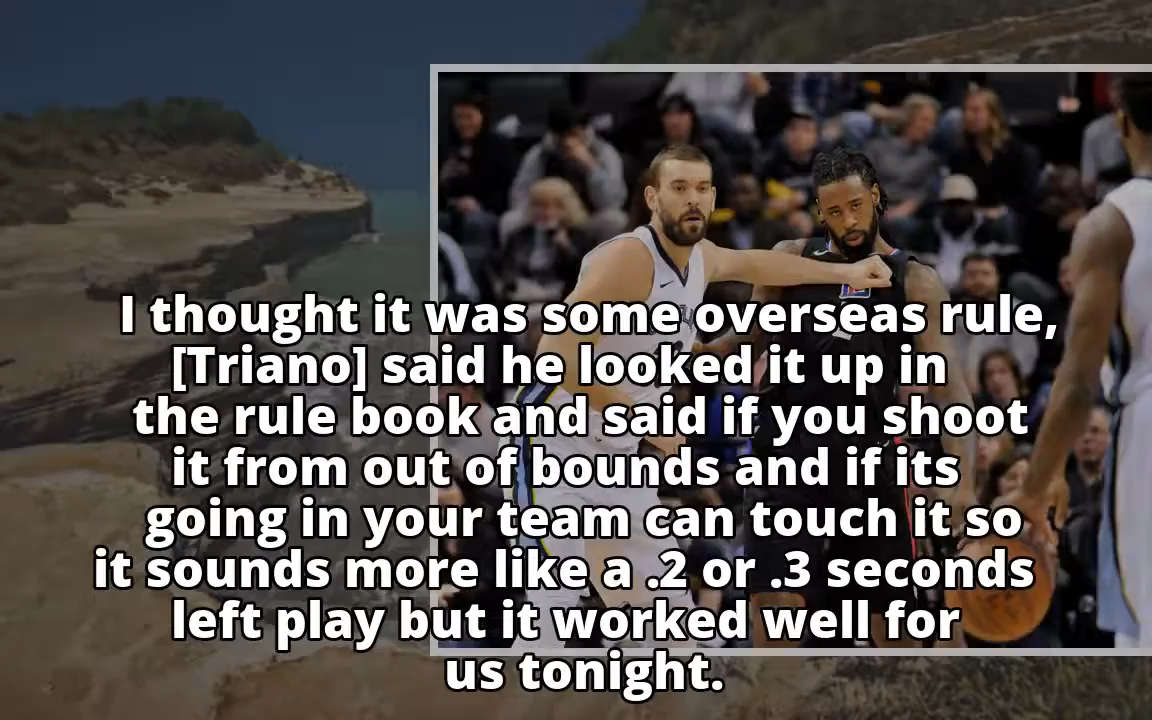 I thought it was some overseas rule,
[Triano] said he looked it up in
the rule book and said if you shoot
it from out of bounds and if its
going in your team can touch it so
it sounds more like a .2 or .3 seconds
left play but it worked well for
us tonight.